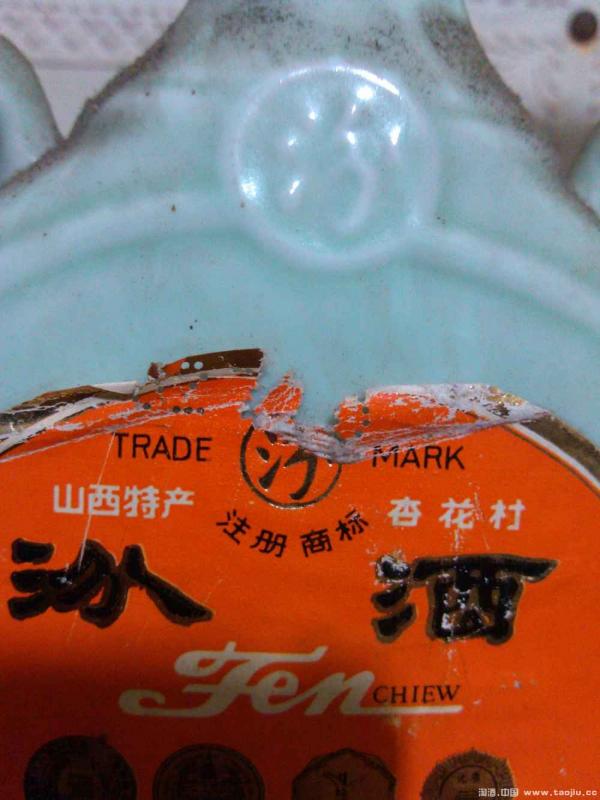 汾
TRADE 汾 MARK
山西特产 杏花村
注册商标
汾酒
Fen CHIEW
淘酒.中国 www.taojiu.cc